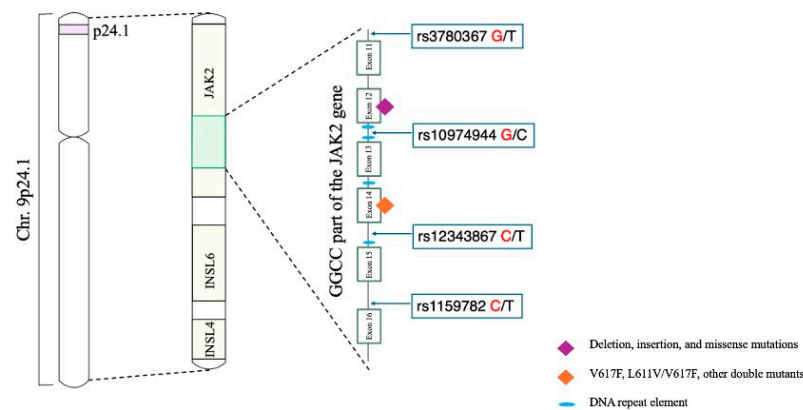 p24.1
Chr. 9p24.1
JAK2
INSL6
INSL4
GGCC part of the JAK2 gene
Exon 11
Exon 12
Exon 13
Exon 14
Exon 15
Exon 16
rs3780367 G/T
rs10974944 G/C
rs12343867 C/T
rs1159782 C/T
Deletion, insertion, and missense mutations
V617F, L611V/V617F, other double mutants
DNA repeat element